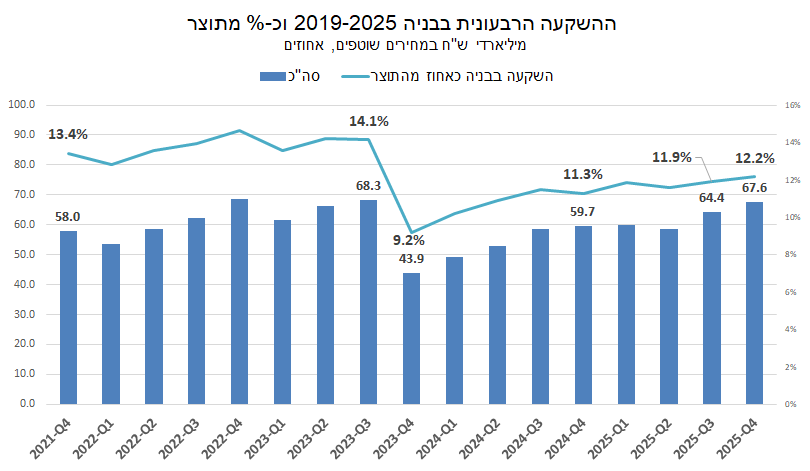 ההשקעה הרבעונית בבניה 2019-2025 וכ-% מתוצר
מיליארדי ש"ח במחירים שוטפים, אחוזים
סה"כ השקעה בבניה כאחוז מהתוצר
100.0 16%
90.0 14%
80.0 12%
70.0 10%
60.0 8%
50.0 6%
40.0 4%
30.0 2%
20.0 0%
10.0
0.0
13.4% 14.1% 9.2% 11.3% 11.9% 12.2%
58.0 68.3 43.9 59.7 64.4 67.6
2021-Q4 2022-Q1 2022-Q2 2022-Q3 2022-Q4 2023-Q1 2023-Q2 2023-Q3 2023-Q4 2024-Q1 2024-Q2 2024-Q3 2024-Q4 2025-Q1 2025-Q2 2025-Q3 2025-Q4